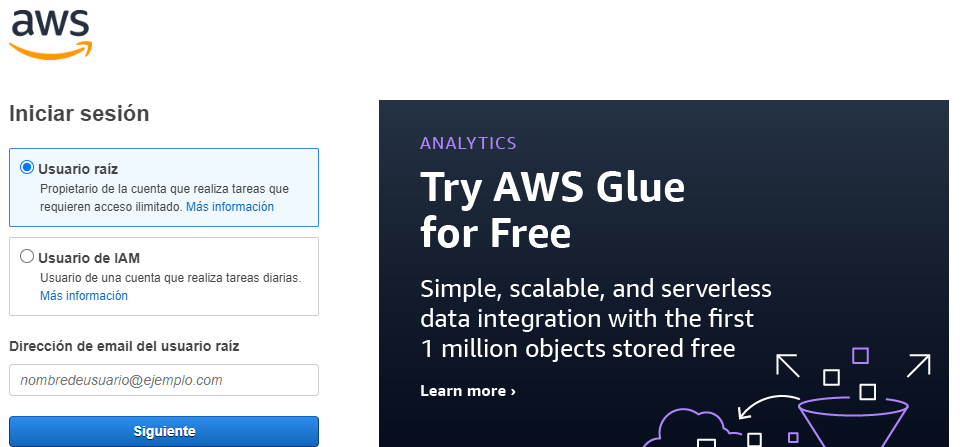 aws
Iniciar sesión
Usuario raíz
Propietario de la cuenta que realiza tareas que
requieren acceso ilimitado. Más información
Usuario de IAM
Usuario de una cuenta que realiza tareas diarias.
Más información
Dirección de email del usuario raíz
nombredeusuario@ejemplo.com
Siguiente
ANALYTICS
Try AWS Glue
for Free
Simple, scalable, and serverless
data integration with the first
1 million objects stored free
Learn more ›